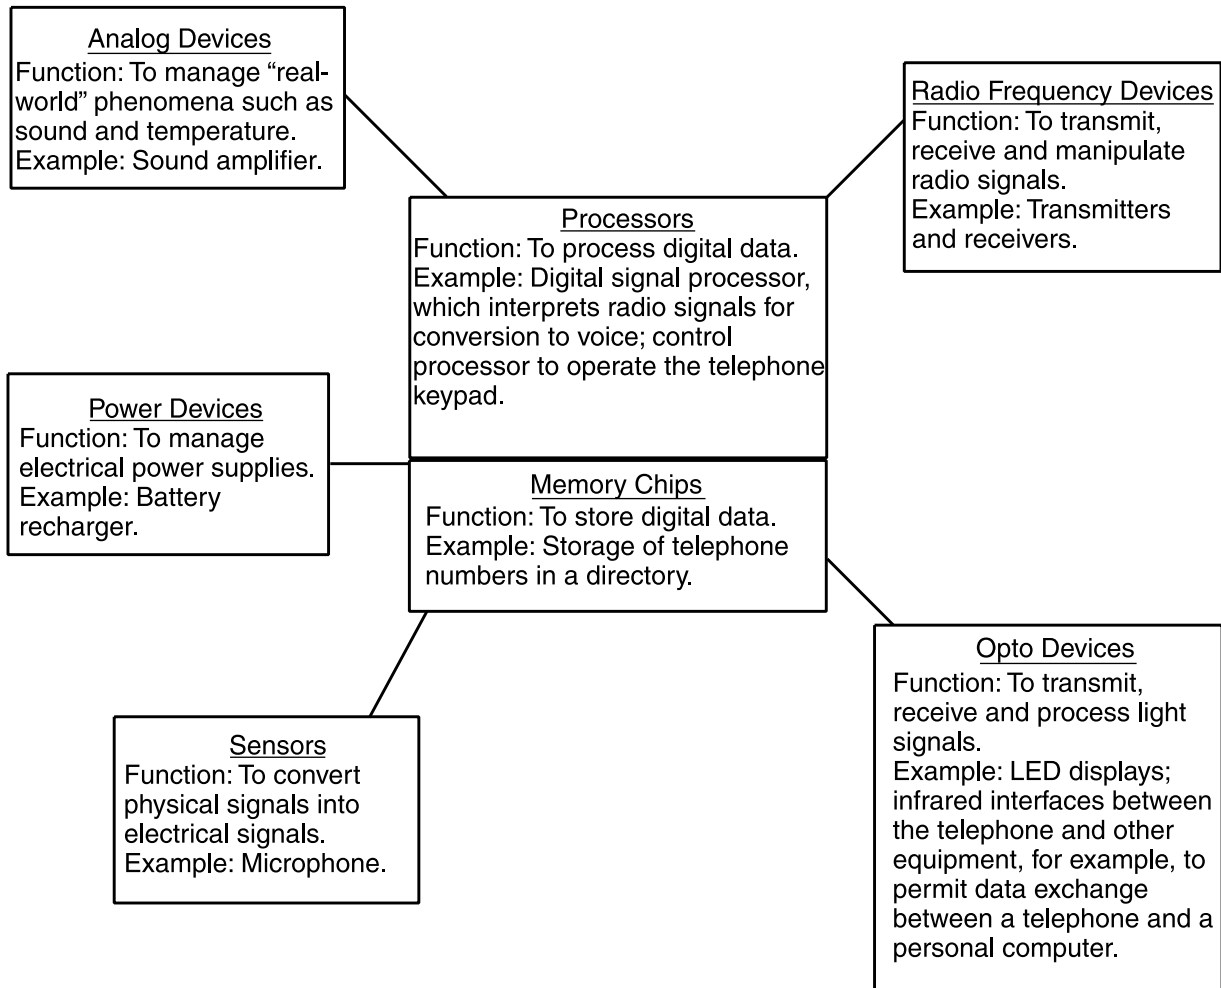 Analog Devices
Function: To manage “real-
world” phenomena such as
sound and temperature.
Example: Sound amplifier.
Radio Frequency Devices
Function: To transmit,
receive and manipulate
radio signals.
Example: Transmitters
and receivers.
Processors
Function: To process digital data.
Example: Digital signal processor,
which interprets radio signals for
conversion to voice; control
processor to operate the telephone
keypad.
Power Devices
Function: To manage
electrical power supplies.
Example: Battery
recharger.
Memory Chips
Function: To store digital data.
Example: Storage of telephone
numbers in a directory.
Sensors
Function: To convert
physical signals into
electrical signals.
Example: Microphone.
Opto Devices
Function: To transmit,
receive and process light
signals.
Example: LED displays;
infrared interfaces between
the telephone and other
equipment, for example, to
permit data exchange
between a telephone and a
personal computer.